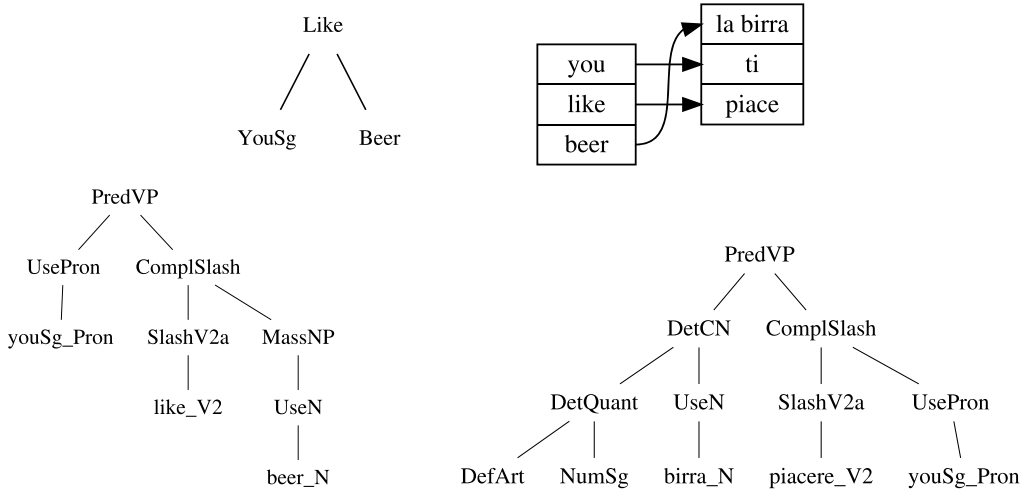 Like
YouSg Beer
you
like
beer
la birra
ti
piace
PredVP
UsePron ComplSlash
youSg_Pron SlashV2a MassNP
like_V2 UseN
beer_N
PredVP
DetCN ComplSlash
DetQuant UseN SlashV2a UsePron
DefArt NumSg birra_N piacere_V2 youSg_Pron